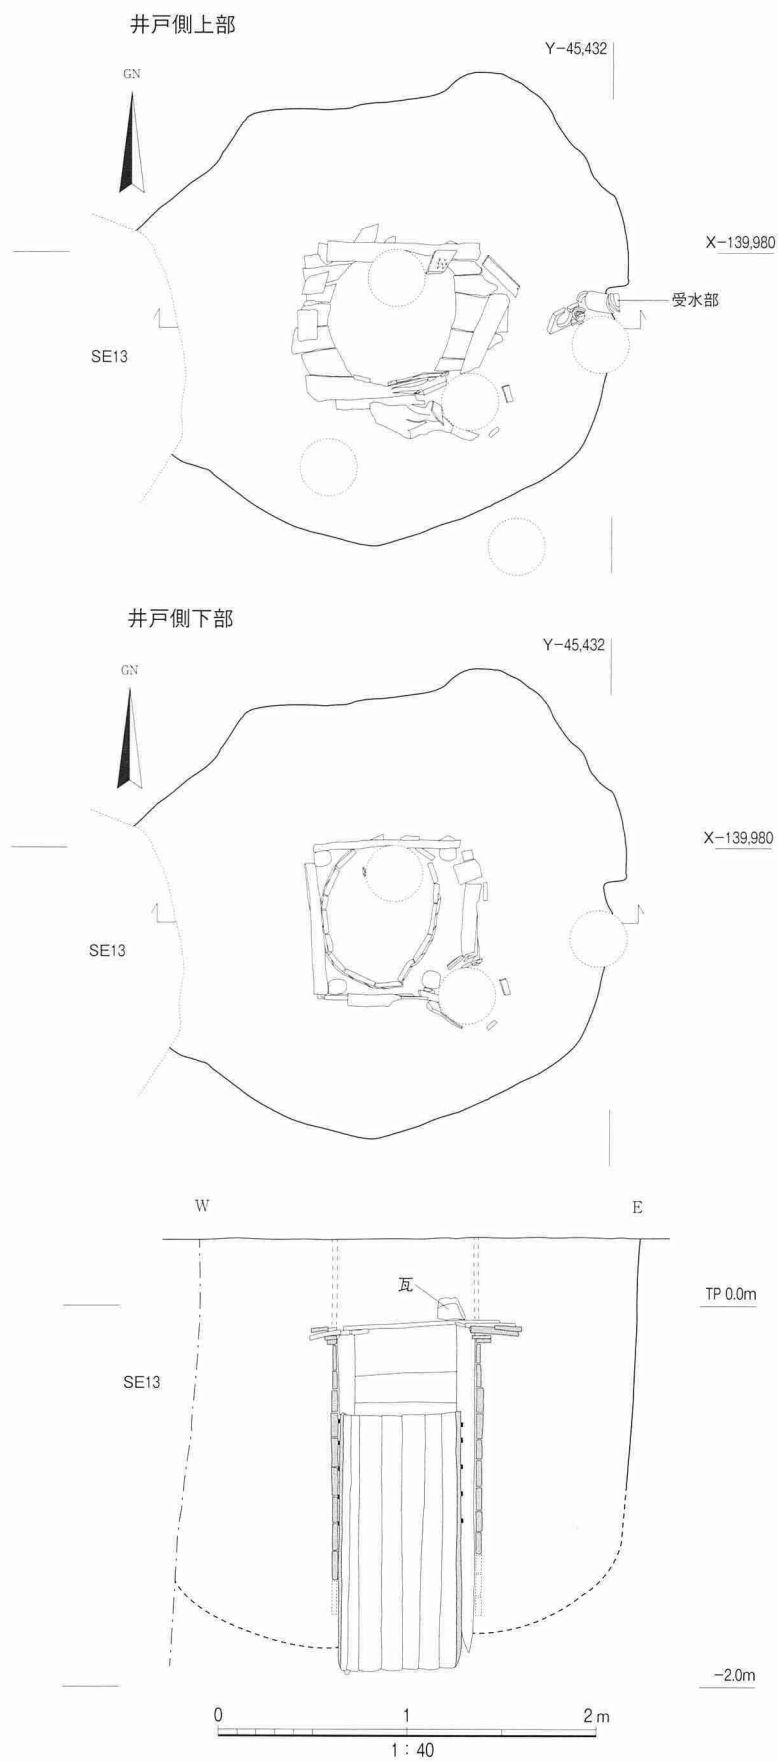 井戸側上部
Y-45,432
GN
X-139,980
受水部
SE13
井戸側下部
Y-45,432
GN
X-139,980
SE13
W
E
瓦
TP 0.0m
SE13
-2.0m
0 1 2m
1:40